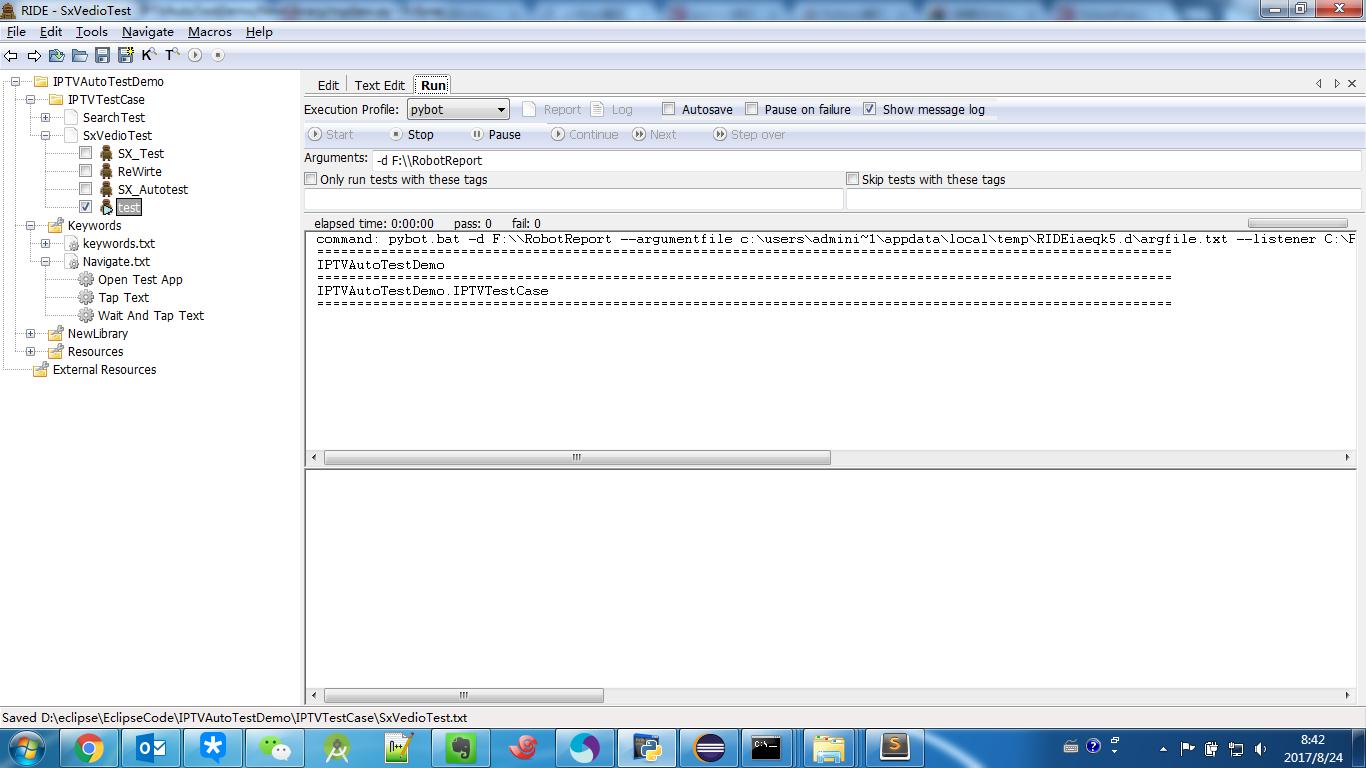 RIDE - SxVedioTest
File Edit Tools Navigate Macros Help
K T
IPTVAutoTestDemo
IPTVTestCase
SearchTest
SxVedioTest
SX_Test
ReWirte
SX_Autotest
test
Keywords
keywords.txt
Navigate.txt
Open Test App
Tap Text
Wait And Tap Text
NewLibrary
Resources
External Resources
Edit Text Edit Run
Execution Profile: pybot Report Log Autosave Pause on failure Show message log
Start Stop Pause Continue Next Step over
Arguments: -d F:\\RobotReport
Only run tests with these tags Skip tests with these tags
elapsed time: 0:00:00 pass: 0 fail: 0
command: pybot.bat -d F:\\RobotReport --argumentfile c:\users\admini~1\appdata\local\temp\RIDEiaeqk5.d\argfile.txt --listener C:\
==============================================================================
IPTVAutoTestDemo
==============================================================================
IPTVAutoTestDemo.IPTVTestCase
==============================================================================
Saved D:\eclipse\EclipseCode\IPTVAutoTestDemo\IPTVTestCase\SxVedioTest.txt
8:42
2017/8/24